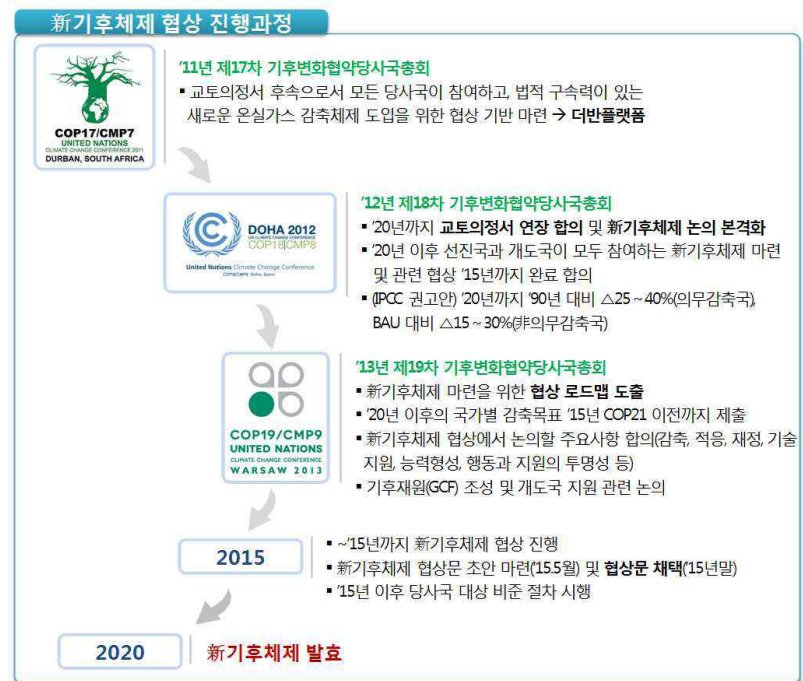 新기후체제 협상 진행과정
COP17/CMP7
UNITED NATIONS
CLIMATE CHANGE CONFERENCE 2011
DURBAN, SOUTH AFRICA
'11년 제17차 기후변화협약당사국총회
▪ 교토의정서 후속으로서 모든 당사국이 참여하고, 법적 구속력이 있는
새로운 온실가스 감축체제 도입을 위한 협상 기반 마련 → 더반플랫폼
DOHA 2012
UN CLIMATE CHANGE CONFERENCE
COP18|CMP8
United Nations Climate Change Conference
COP18/CMP8 Doha, Qatar
'12년 제18차 기후변화협약당사국총회
▪ '20년까지 교토의정서 연장 합의 및 新기후체제 논의 본격화
▪ '20년 이후 선진국과 개도국이 모두 참여하는 新기후체제 마련
및 관련 협상 '15년까지 완료 합의
▪ (IPCC 권고안) '20년까지 '90년 대비 △25～40%(의무감축국),
BAU 대비 △15～30%(非의무감축국)
COP19/CMP9
UNITED NATIONS
CLIMATE CHANGE CONFERENCE
WARSAW 2013
'13년 제19차 기후변화협약당사국총회
▪ 新기후체제 마련을 위한 협상 로드맵 도출
▪ '20년 이후의 국가별 감축목표 '15년 COP21 이전까지 제출
▪ 新기후체제 협상에서 논의할 주요사항 합의(감축, 적응, 재정, 기술
지원, 능력형성, 행동과 지원의 투명성 등)
▪ 기후재원(GCF) 조성 및 개도국 지원 관련 논의
2015
▪ ~'15년까지 新기후체제 협상 진행
▪ 新기후체제 협상문 초안 마련('15.5월) 및 협상문 채택('15년말)
▪ '15년 이후 당사국 대상 비준 절차 시행
2020
新기후체제 발효